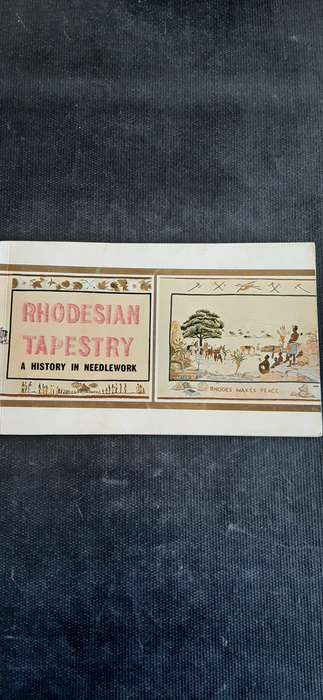 RHODESIAN
TAPESTRY
A HISTORY IN NEEDLEWORK
RHODES MAKES PEACE